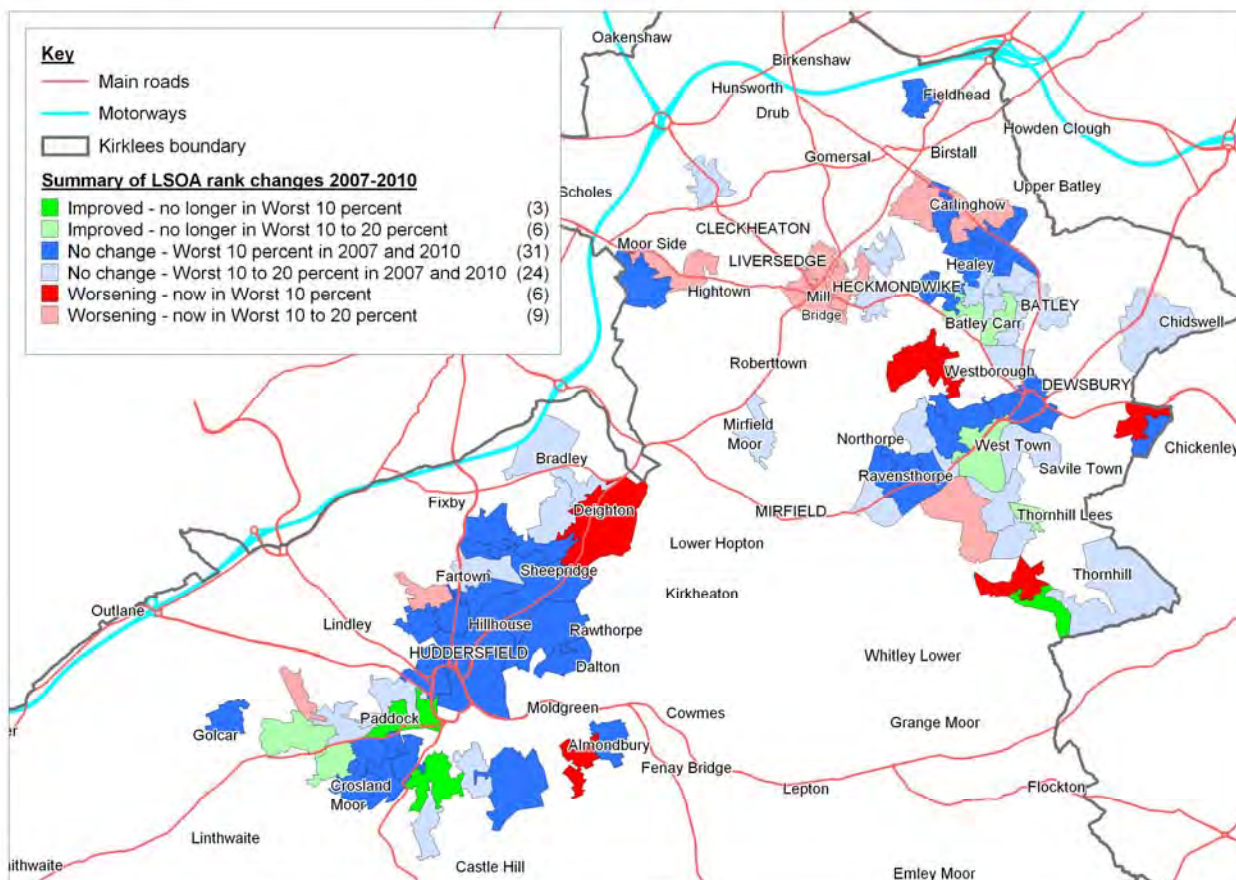 Key
Main roads
Motorways
Kirklees boundary
Summary of LSOA rank changes 2007-2010
Improved - no longer in Worst 10 percent (3)
Improved - no longer in Worst 10 to 20 percent (6)
No change - Worst 10 percent in 2007 and 2010 (31)
No change - Worst 10 to 20 percent in 2007 and 2010 (24)
Worsening - now in Worst 10 percent (6)
Worsening - now in Worst 10 to 20 percent (9)
Oakenshaw
Birkenshaw
Hunsworth
Drub
Fieldhead
Howden Clough
Gomersal
Birstall
Scholes
Upper Batley
Carlinghow
CLECKHEATON
Moor Side
LIVERSEDGE
Healey
Hightown
Mill
Bridge
HECKMONDWIKE
BATLEY
Batley Carr
Chidswell
Roberttown
Westborough
DEWSBURY
Mirfield
Moor
Northorpe
West Town
Chickenley
Savile Town
Bradley
Ravensthorpe
Fixby
Deighton
MIRFIELD
Thornhill Lees
Lower Hopton
Sheepridge
Fartown
Thornhill
Kirkheaton
Outlane
Lindley
Hillhouse
Rawthorpe
HUDDERSFIELD
Dalton
Whitley Lower
Paddock
Moldgreen
Cowmes
Grange Moor
er
Golcar
Almondbury
Fenay Bridge
Crosland
Moor
Lepton
Flockton
Linthwaite
ithwaite
Castle Hill
Emley Moor